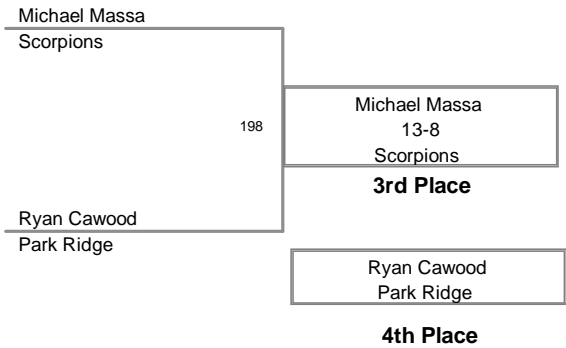 Michael Massa
Scorpions
198
Michael Massa
13-8
Scorpions
3rd Place
Ryan Cawood
Park Ridge
Ryan Cawood
Park Ridge
4th Place